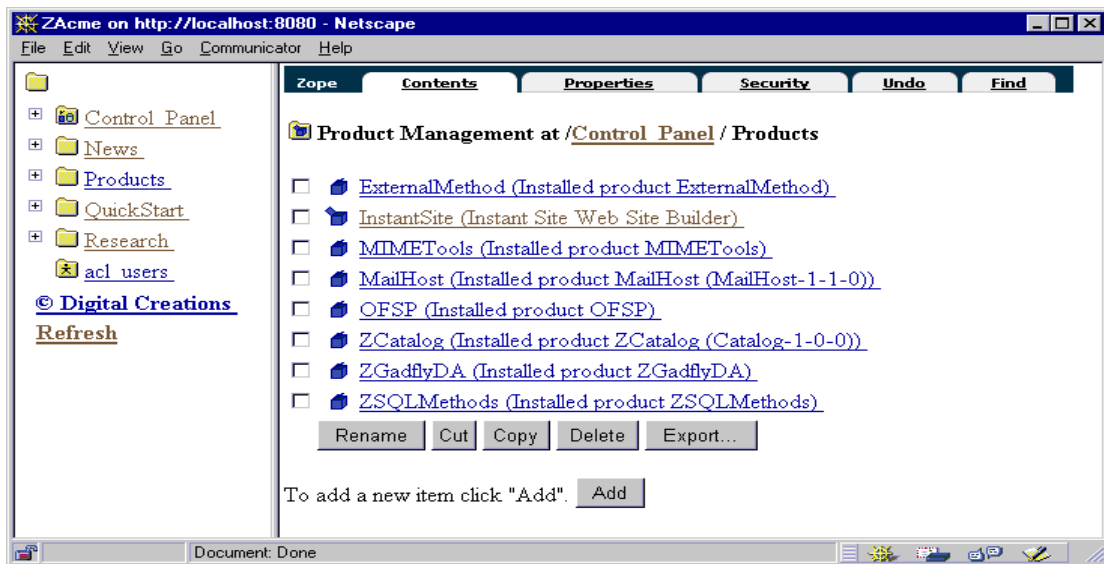 ZAcme on http://localhost:8080 - Netscape
File Edit View Go Communicator Help
Control_Panel
News
Products
QuickStart
Research
acl_users
© Digital Creations
Refresh
Zope Contents Properties Security Undo Find
Product Management at /Control_Panel / Products
ExternalMethod (Installed product ExternalMethod)
InstantSite (Instant Site Web Site Builder)
MIMETools (Installed product MIMETools)
MailHost (Installed product MailHost (MailHost-1-1-0))
OFSP (Installed product OFSP)
ZCatalog (Installed product ZCatalog (Catalog-1-0-0))
ZGadflyDA (Installed product ZGadflyDA)
ZSQLMethods (Installed product ZSQLMethods)
Rename Cut Copy Delete Export...
To add a new item click "Add". Add
Document: Done